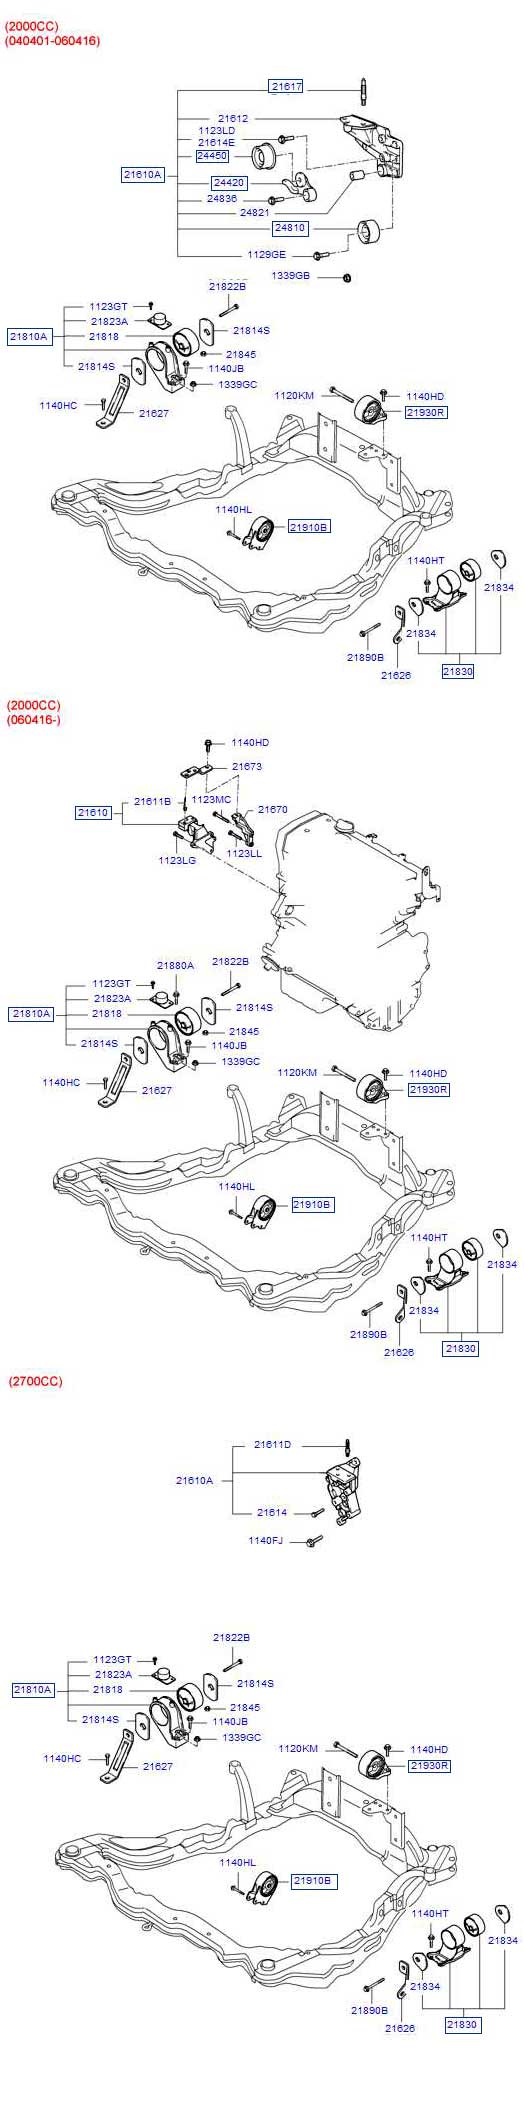 (2000CC)
(040401-060416)
21617
21612
1123LD
21614E
24450
21610A
24420
24836
24821
24810
1129GE
1339GB
21822B
1123GT
21823A
21814S
21810A
21818
21845
21814S
1140JB
1339GC
1140HC
21627
1120KM
1140HD
21930R
1140HL
21910B
1140HT
21834
21834
21890B
21626
21830
(2000CC)
(060416-)
1140HD
21673
21611B
1123MC
21670
21610
1123LG
1123LL
21880A
21822B
1123GT
21823A
21814S
21810A
21818
21845
21814S
1140JB
1339GC
1140HC
21627
1120KM
1140HD
21930R
1140HL
21910B
1140HT
21834
21834
21890B
21626
21830
(2700CC)
21611D
21610A
21614
1140FJ
21822B
1123GT
21823A
21814S
21810A
21818
21845
21814S
1140JB
1339GC
1140HC
21627
1120KM
1140HD
21930R
1140HL
21910B
1140HT
21834
21834
21890B
21626
21830